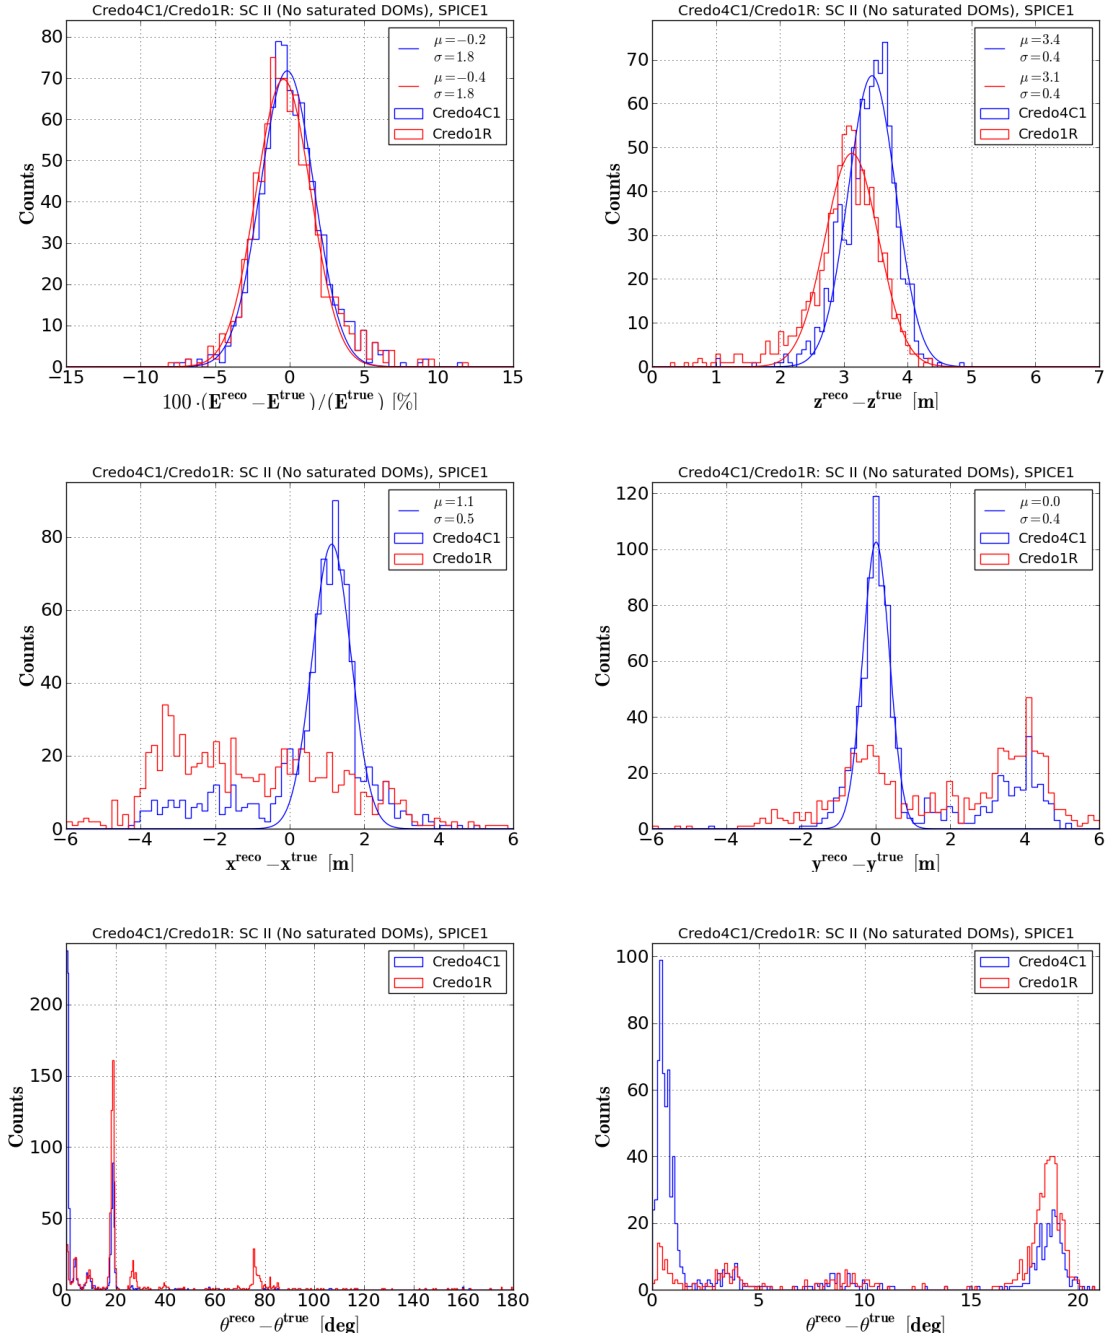 Credo4C1/Credo1R: SC II (No saturated DOMs), SPICE1
80
70
60
50
40
30
20
10
0
Counts
μ=−0.2
σ=1.8
μ=−0.4
σ=1.8
Credo4C1
Credo1R
−15 −10 −5 0 5 10 15
100·(E^reco −E^true)/(E^true) [%]
Credo4C1/Credo1R: SC II (No saturated DOMs), SPICE1
70
60
50
40
30
20
10
0
Counts
μ=3.4
σ=0.4
μ=3.1
σ=0.4
Credo4C1
Credo1R
0 1 2 3 4 5 6 7
z^reco −z^true [m]
Credo4C1/Credo1R: SC II (No saturated DOMs), SPICE1
80
60
40
20
0
Counts
μ=1.1
σ=0.5
Credo4C1
Credo1R
−6 −4 −2 0 2 4 6
x^reco −x^true [m]
Credo4C1/Credo1R: SC II (No saturated DOMs), SPICE1
120
100
80
60
40
20
0
Counts
μ=0.0
σ=0.4
Credo4C1
Credo1R
−6 −4 −2 0 2 4 6
y^reco −y^true [m]
Credo4C1/Credo1R: SC II (No saturated DOMs), SPICE1
200
150
100
50
0
Counts
Credo4C1
Credo1R
0 20 40 60 80 100 120 140 160 180
θ^reco −θ^true [deg]
Credo4C1/Credo1R: SC II (No saturated DOMs), SPICE1
100
80
60
40
20
0
Counts
Credo4C1
Credo1R
0 5 10 15 20
θ^reco −θ^true [deg]